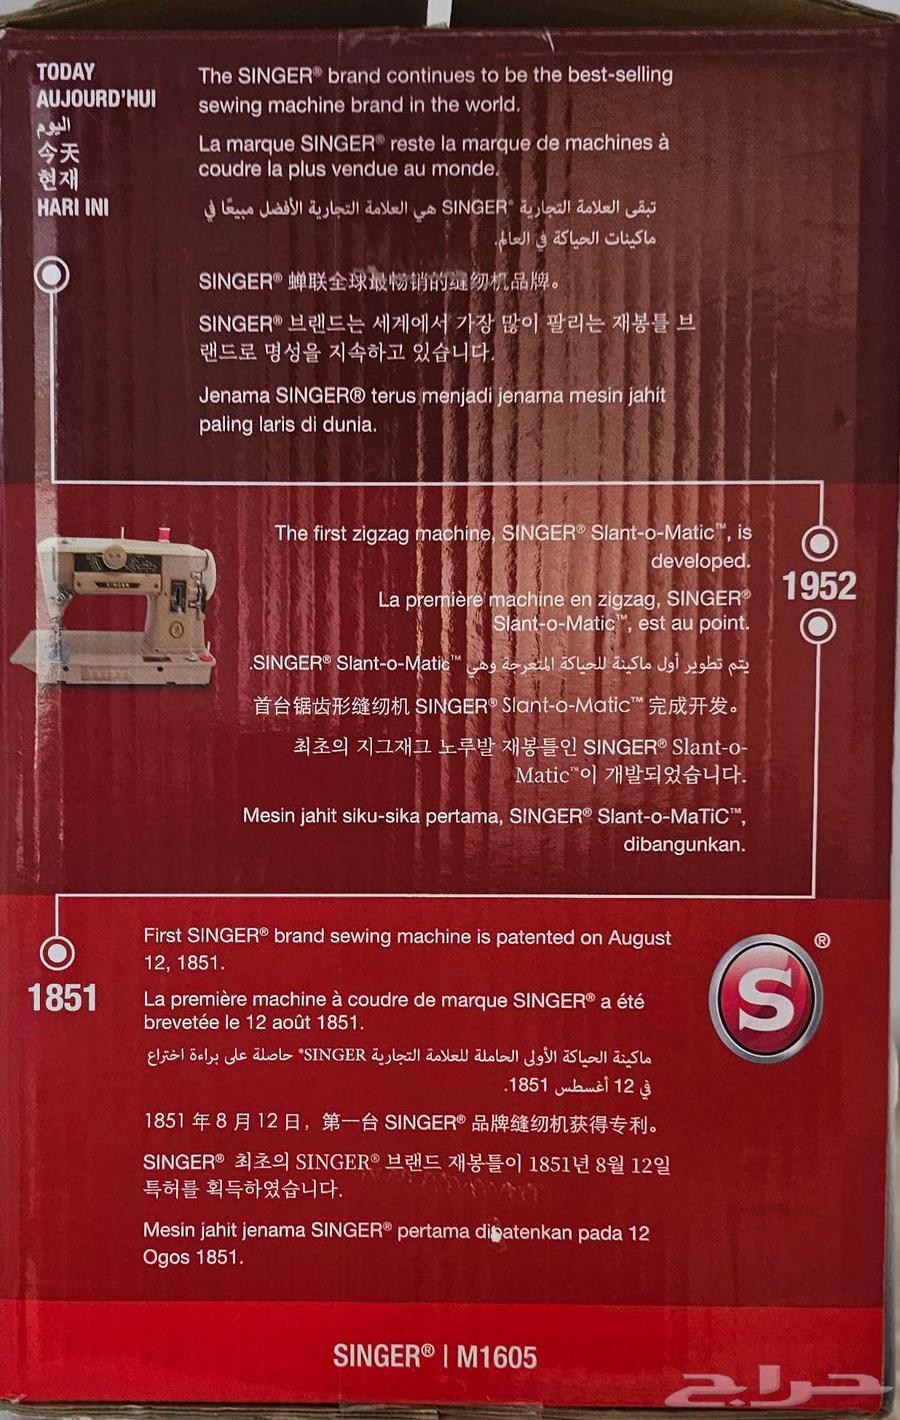 TODAY
AUJOURD'HUI
اليوم
今天
현재
HARI INI
The SINGER® brand continues to be the best-selling
sewing machine brand in the world.
La marque SINGER® reste la marque de machines à
coudre la plus vendue au monde.
تبقى العلامة التجارية SINGER® هي العلامة التجارية الأفضل مبيعًا في
ماكينات الحياكة في العالم.
SINGER® 蝉联全球最畅销的缝纫机品牌。
SINGER® 브랜드는 세계에서 가장 많이 팔리는 재봉틀 브
랜드로 명성을 지속하고 있습니다.
Jenama SINGER® terus menjadi jenama mesin jahit
paling laris di dunia.
1952
The first zigzag machine, SINGER® Slant-o-Matic™, is
developed.
La première machine en zigzag, SINGER®
Slant-o-Matic™, est au point.
يتم تطوير أول ماكينة للحياكة المتعرجة وهي SINGER® Slant-o-Matic™.
首台锯齿形缝纫机 SINGER® Slant-o-Matic™ 完成开发。
최초의 지그재그 노루발 재봉틀인 SINGER® Slant-o-
Matic™이 개발되었습니다.
Mesin jahit siku-sika pertama, SINGER® Slant-o-MaTiC™,
dibangunkan.
SINGER
1851
First SINGER® brand sewing machine is patented on August
12, 1851.
La première machine à coudre de marque SINGER® a été
brevetée le 12 août 1851.
ماكينة الحياكة الأولى الحاملة للعلامة التجارية SINGER® حاصلة على براءة اختراع
في 12 أغسطس 1851.
1851 年 8 月 12 日，第一台 SINGER® 品牌缝纫机获得专利。
SINGER® 최초의 SINGER® 브랜드 재봉틀이 1851년 8월 12일
특허를 획득하였습니다.
Mesin jahit jenama SINGER® pertama dipatenkan pada 12
Ogos 1851.
S®
SINGER® | M1605
حراج